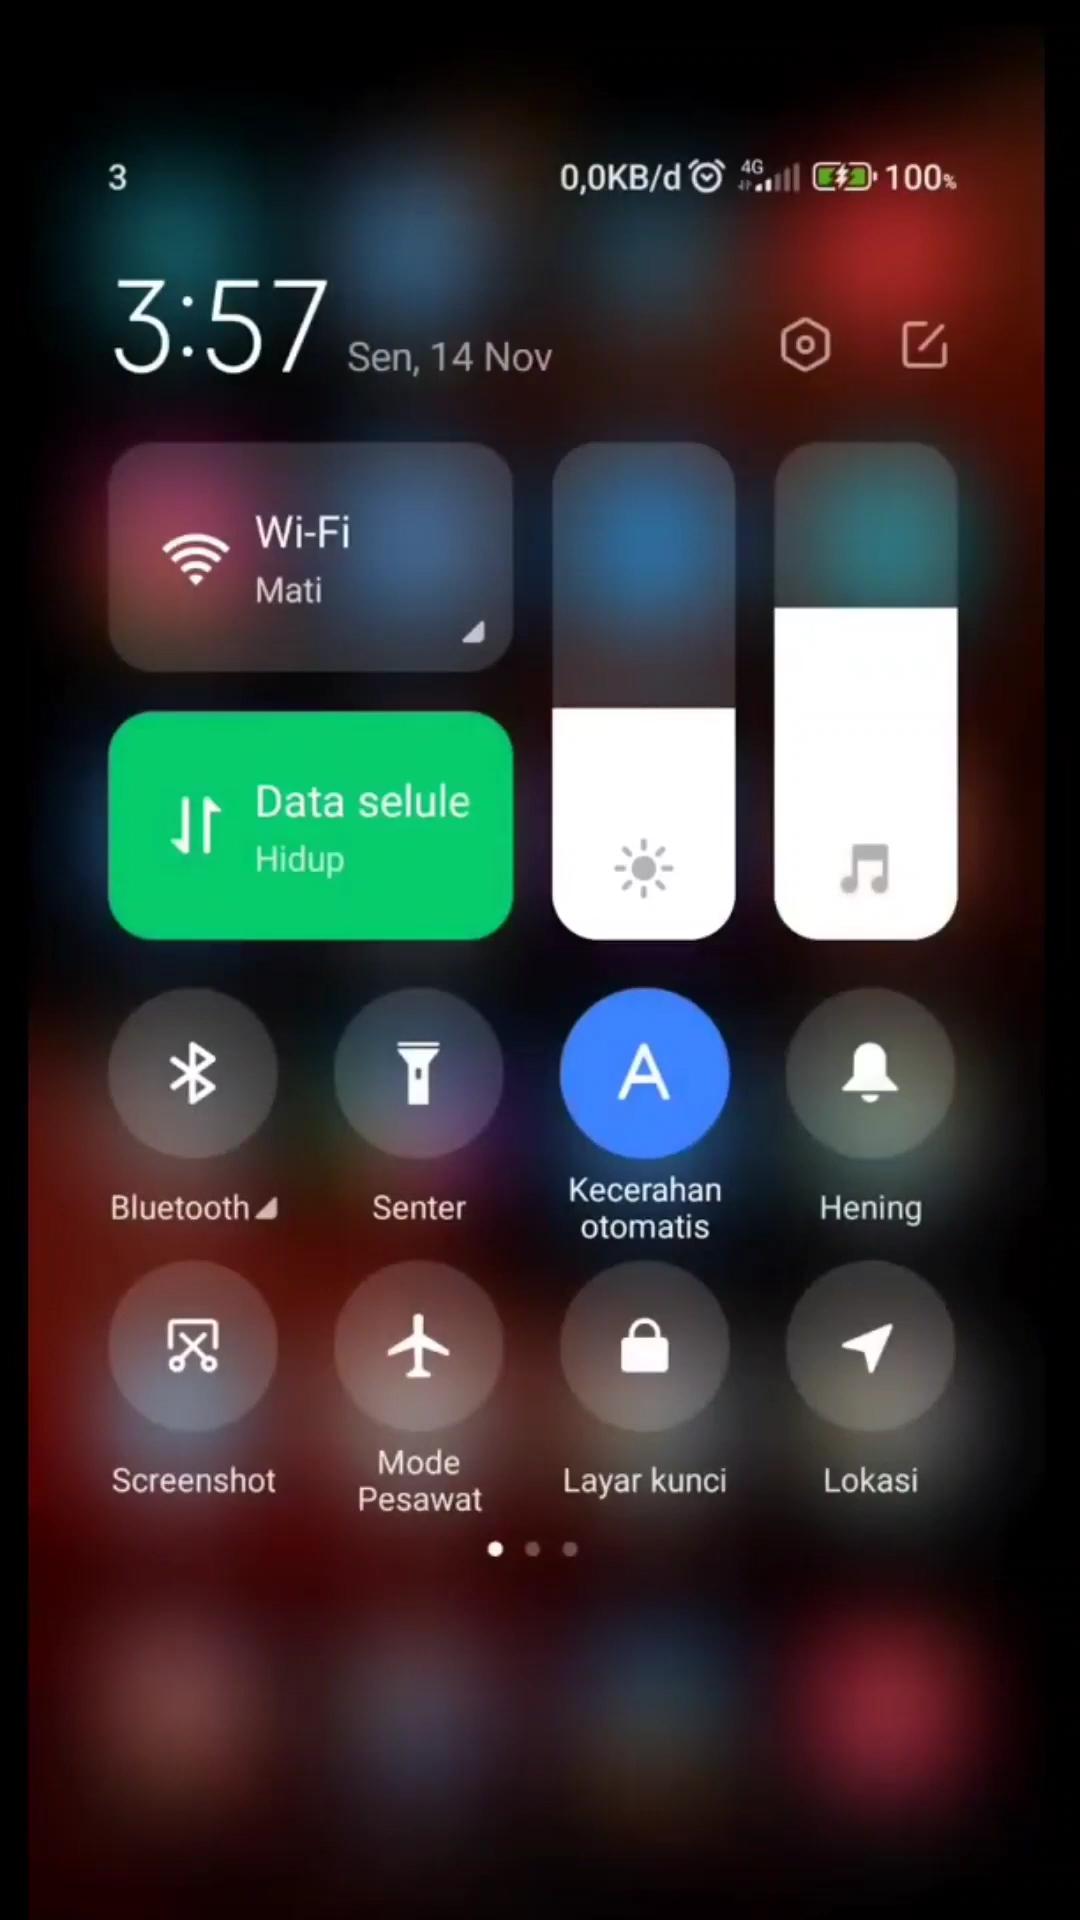 3
0,0KB/d 4G 100%
3:57 Sen, 14 Nov
Wi-Fi
Mati
Data selule
Hidup
A
Bluetooth
Senter
Kecerahan
otomatis
Hening
Screenshot
Mode
Pesawat
Layar kunci
Lokasi